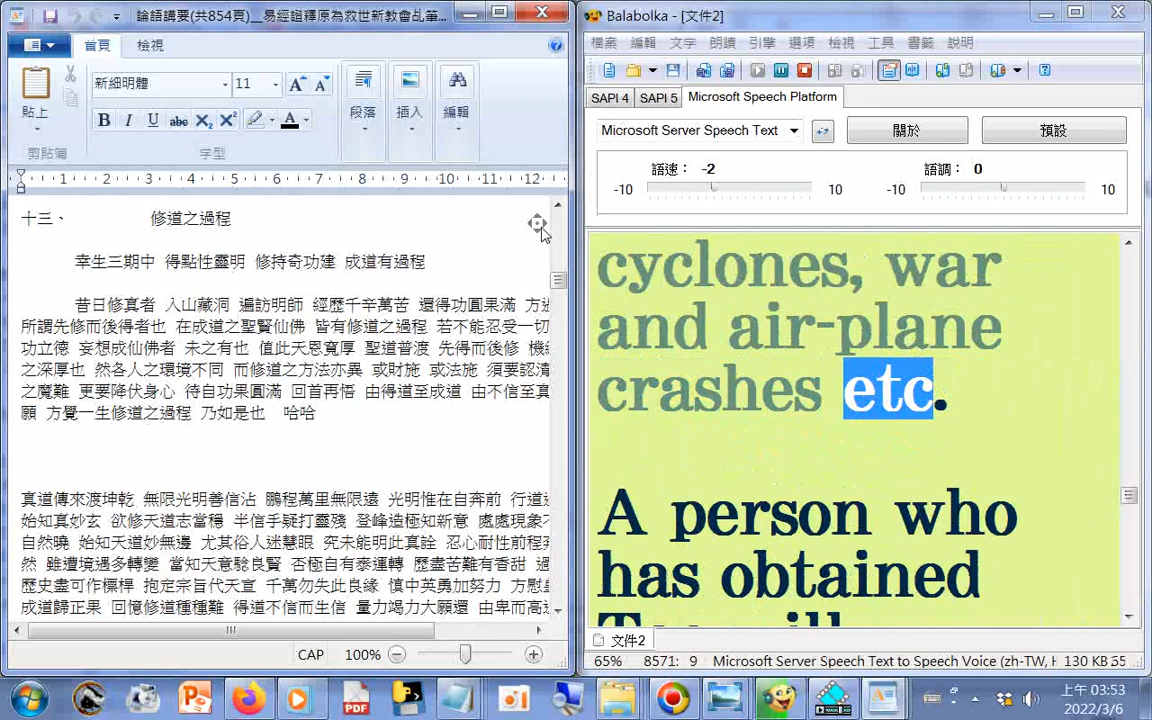 論語講要(共854頁)__易經證釋原為救世新教會乩筆...
首頁 檢視
貼上
剪貼簿
新細明體 11
B I U abc X₂ X²
字型
段落
插入
編輯
1 2 3 4 5 6 7 8 9 10 11 12
十三、 修道之過程
幸生三期中 得點性靈明 修持奇功建 成道有過程
昔日修真者 入山藏洞 遍訪明師 經歷千辛萬苦 還得功圓果滿 方
所謂先修而後得者也 在成道之聖賢仙佛 皆有修道之過程 若不能忍受一切
功立德 妄想成仙佛者 未之有也 值此天恩寬厚 聖道普渡 先得而後修 機
之深厚也 然各人之環境不同 而修道之方法亦異 或財施 或法施 須要認清
之魔難 更要降伏身心 待自功果圓滿 回首再悟 由得道至成道 由不信至真
願 方覺一生修道之過程 乃如是也 哈哈
真道傳來渡坤乾 無限光明善信沾 鵬程萬里無限遠 光明惟在自奔前 行道
始知真妙玄 欲修天道志當穩 半信乎疑打靈殘 登峰造極知新意 處處現象
自然曉 始知天道妙無邊 尤其俗人迷慧眼 究未能明此真詮 忍心耐性前程
然 雖遭境遇多轉變 當知天意驗良賢 否極自有泰運轉 歷盡苦難有香甜 過
歷史盡可作標桿 抱定宗旨代天宣 千萬勿失此良緣 慎中英勇加努力 方慰
成道歸正果 回憶修道種種難 得道不信而生信 量力竭力大願還 由卑而高
CAP 100%
Balabolka - [文件2]
檔案 編輯 文字 朗讀 引擎 選項 檢視 工具 書籤 說明
SAPI 4 SAPI 5 Microsoft Speech Platform
Microsoft Server Speech Text 關於 預設
語速： -2 語調： 0
-10 10 -10 10
cyclones, war
and air-plane
crashes etc.
A person who
has obtained
文件2
65% 8571: 9 Microsoft Server Speech Text to Speech Voice (zh-TW, H 130 KB
上午 03:53
2022/3/6